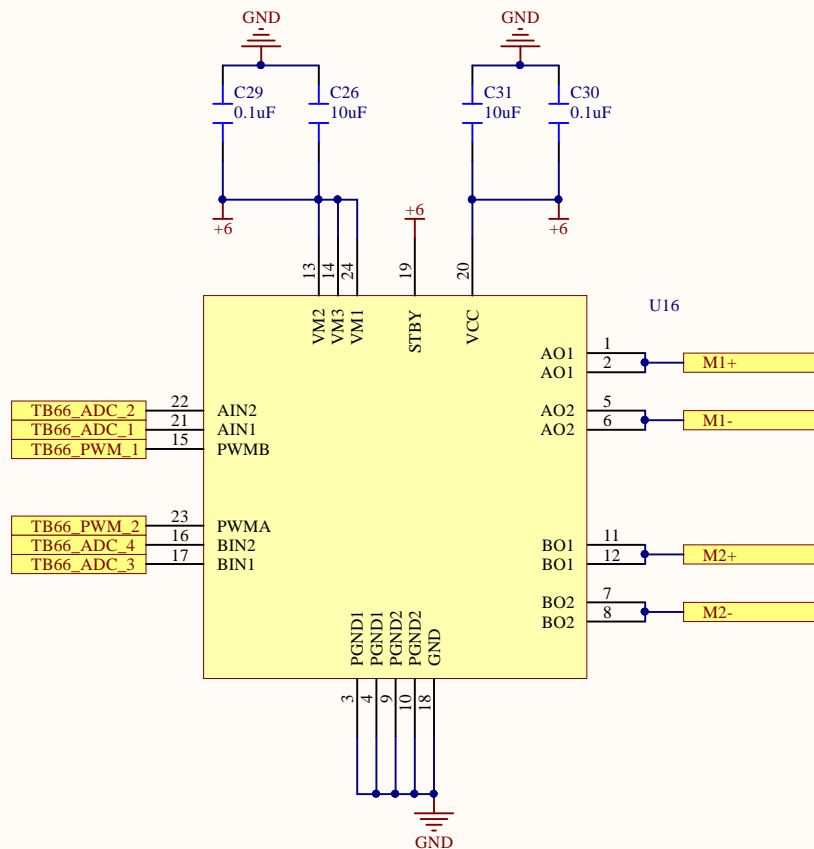 GND
GND
C29
0.1uF
C26
10uF
C31
10uF
C30
0.1uF
+6
+6
+6
13
14
24
19
20
VM2
VM3
VM1
STBY
VCC
U16
AO1
1
AO1
2
M1+
AO2
5
AO2
6
M1-
TB66_ADC_2
22
AIN2
TB66_ADC_1
21
AIN1
TB66_PWM_1
15
PWMB
TB66_PWM_2
23
PWMA
TB66_ADC_4
16
BIN2
TB66_ADC_3
17
BIN1
BO1
11
BO1
12
M2+
BO2
7
BO2
8
M2-
PGND1
PGND1
PGND2
PGND2
GND
3
4
9
10
18
GND